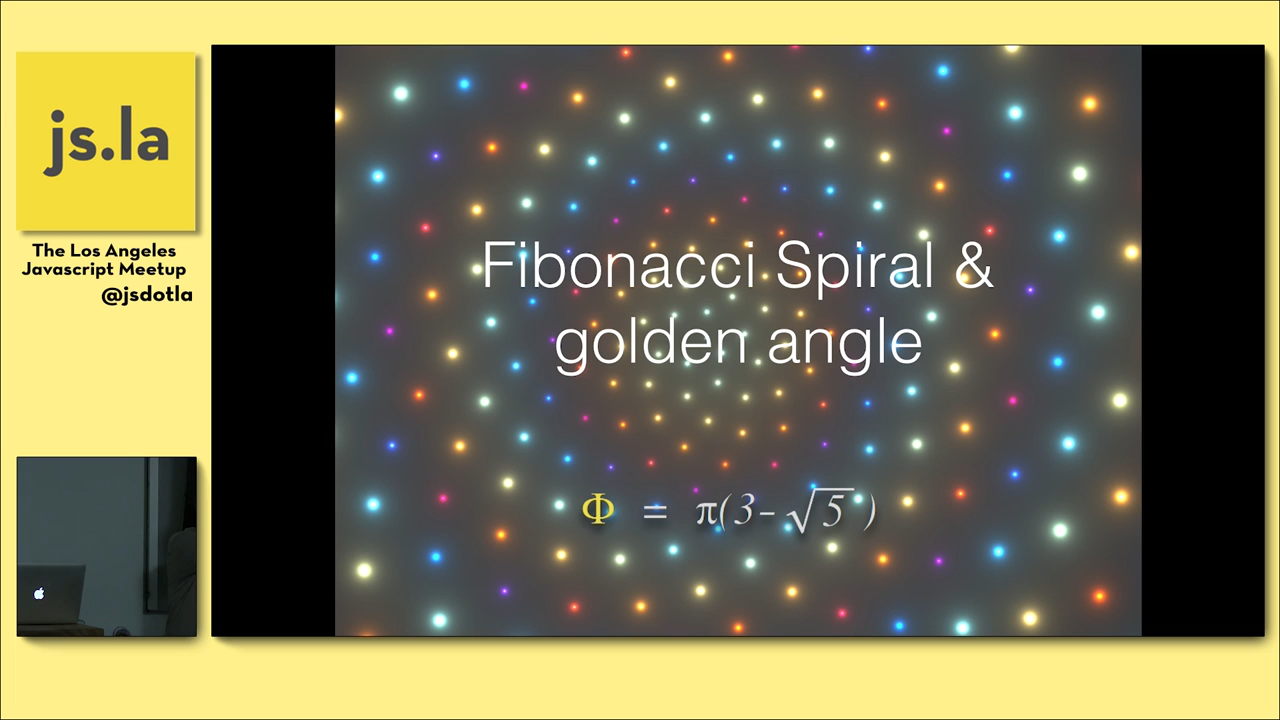 js.la
The Los Angeles
Javascript Meetup
@jsdotla
Fibonacci Spiral &
golden angle
Φ = π(3-√5)